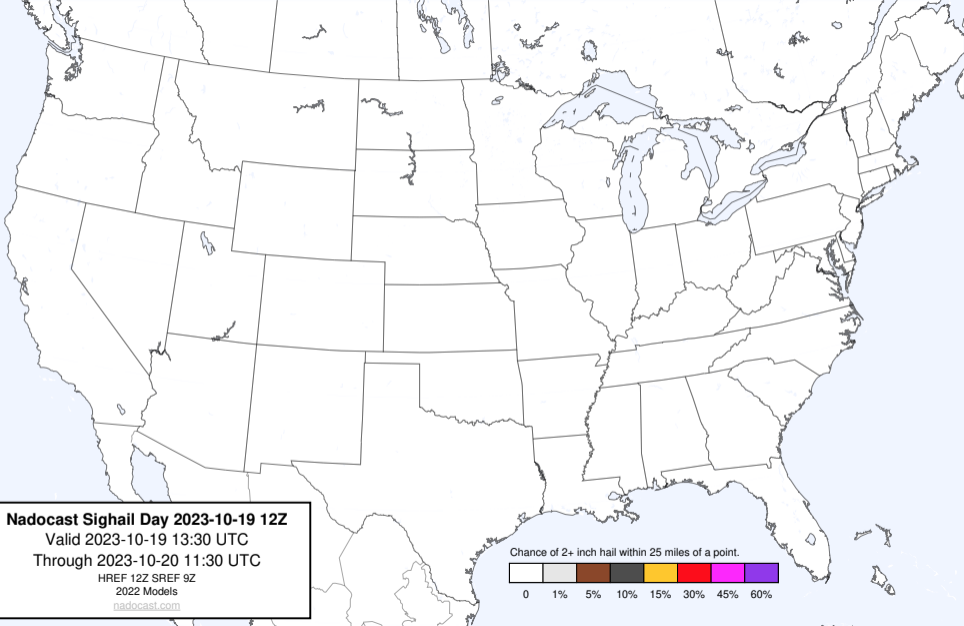 Nadocast Sighail Day 2023-10-19 12Z
Valid 2023-10-19 13:30 UTC
Through 2023-10-20 11:30 UTC
HREF 12Z SREF 9Z
2022 Models
nadocast.com
Chance of 2+ inch hail within 25 miles of a point.
0 1% 5% 10% 15% 30% 45% 60%